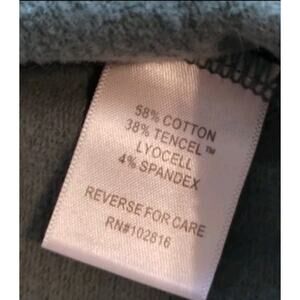 58% COTTON
38% TENCEL™
LYOCELL
4% SPANDEX
REVERSE FOR CARE
RN#102816